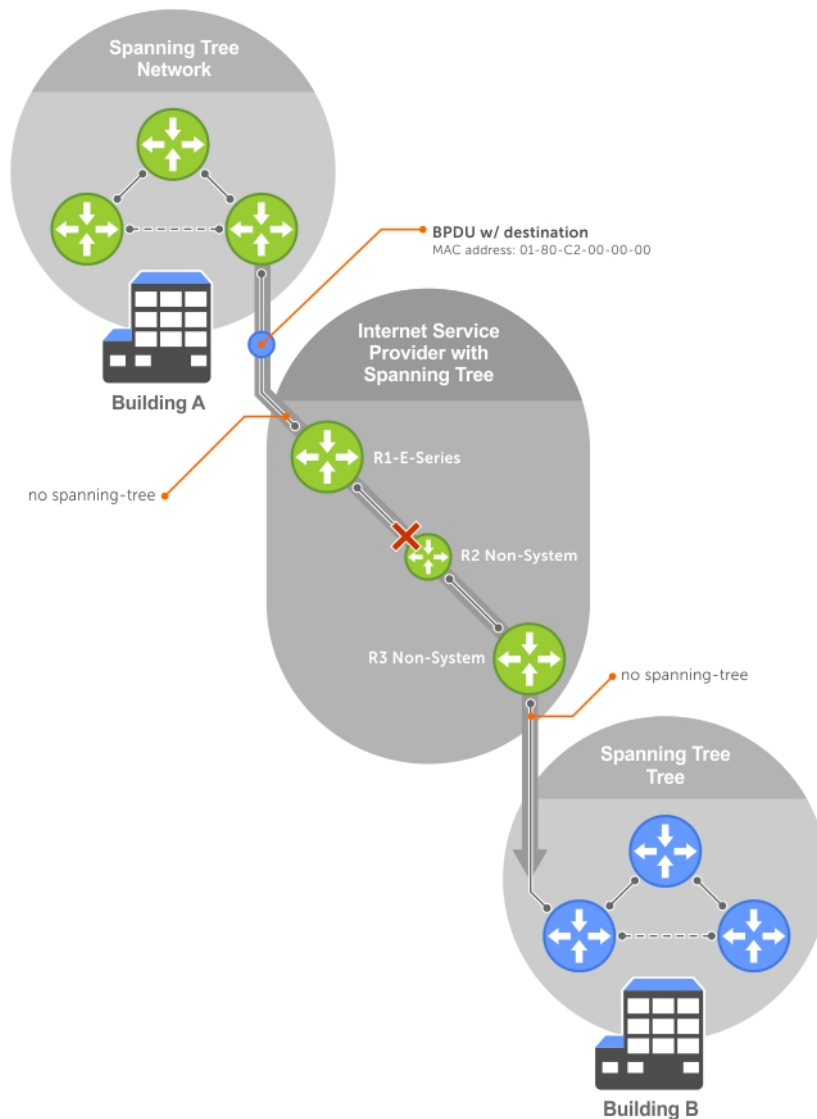 Spanning Tree
Network
BPDU w/ destination
MAC address: 01-80-C2-00-00-00
Internet Service
Provider with
Spanning Tree
Building A
R1-E-Series
no spanning-tree
R2 Non-System
R3 Non-System
no spanning-tree
Spanning Tree
Tree
Building B